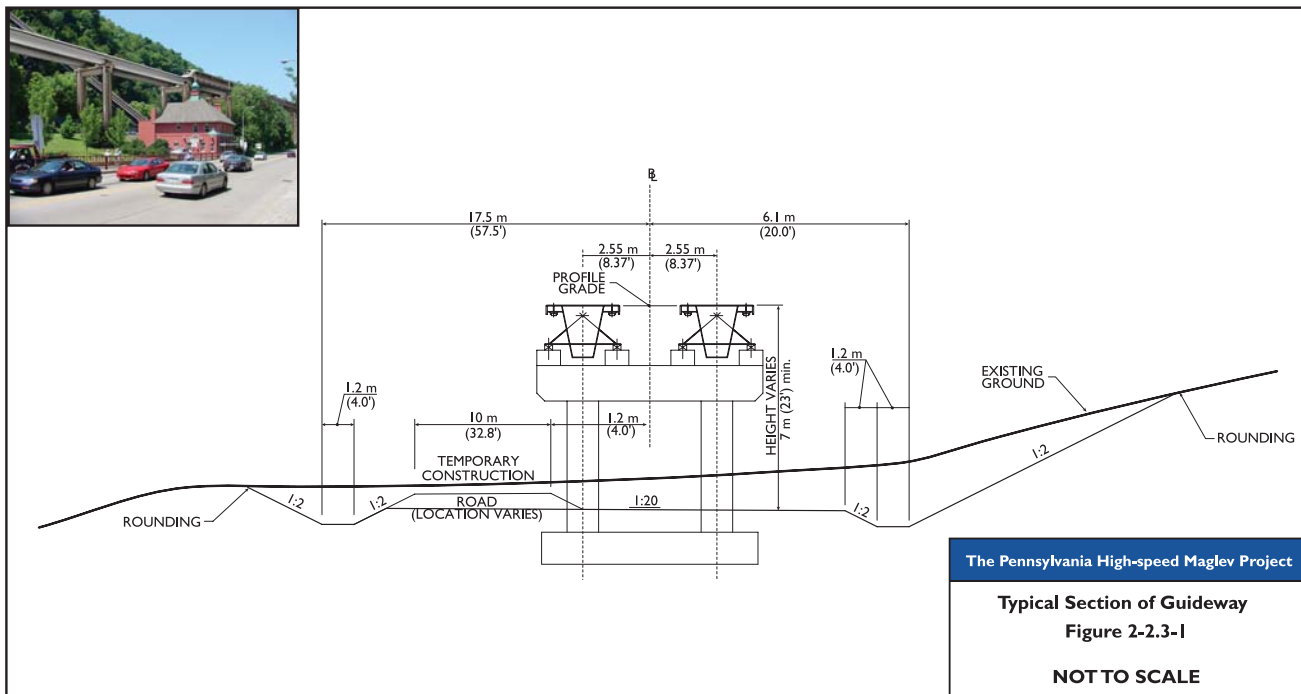 ℄
17.5 m
(57.5')
6.1 m
(20.0')
2.55 m
(8.37')
2.55 m
(8.37')
PROFILE
GRADE
1.2 m
(4.0')
10 m
(32.8')
1.2 m
(4.0')
HEIGHT VARIES
7 m (23') min.
1.2 m
(4.0')
EXISTING
GROUND
ROUNDING
1:2
TEMPORARY
CONSTRUCTION
ROAD
(LOCATION VARIES)
1:2
1:2
1:20
1:2
ROUNDING
The Pennsylvania High-speed Maglev Project
Typical Section of Guideway
Figure 2-2.3-1
NOT TO SCALE